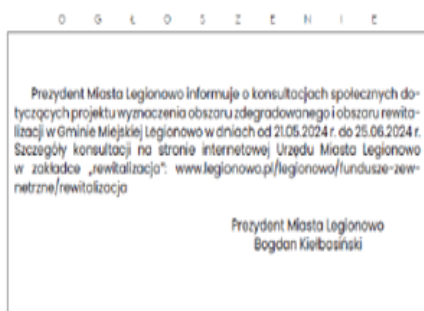 O G Ł O S Z E N I E
Prezydent Miasta Legionowo informuje o konsultacjach społecznych do-
tyczących projektu wyznaczenia obszaru zdegradowanego i obszaru rewita-
lizacji w Gminie Miejskiej Legionowo w dniach od 21.05.2024 r. do 25.06.2024 r.
Szczegóły konsultacji na stronie internetowej Urzędu Miasta Legionowo
w zakładce „rewitalizacja": www.legionowo.pl/legionowo/fundusze-zew-
netrzne/rewitalizacja
Prezydent Miasta Legionowo
Bogdan Kiełbasiński